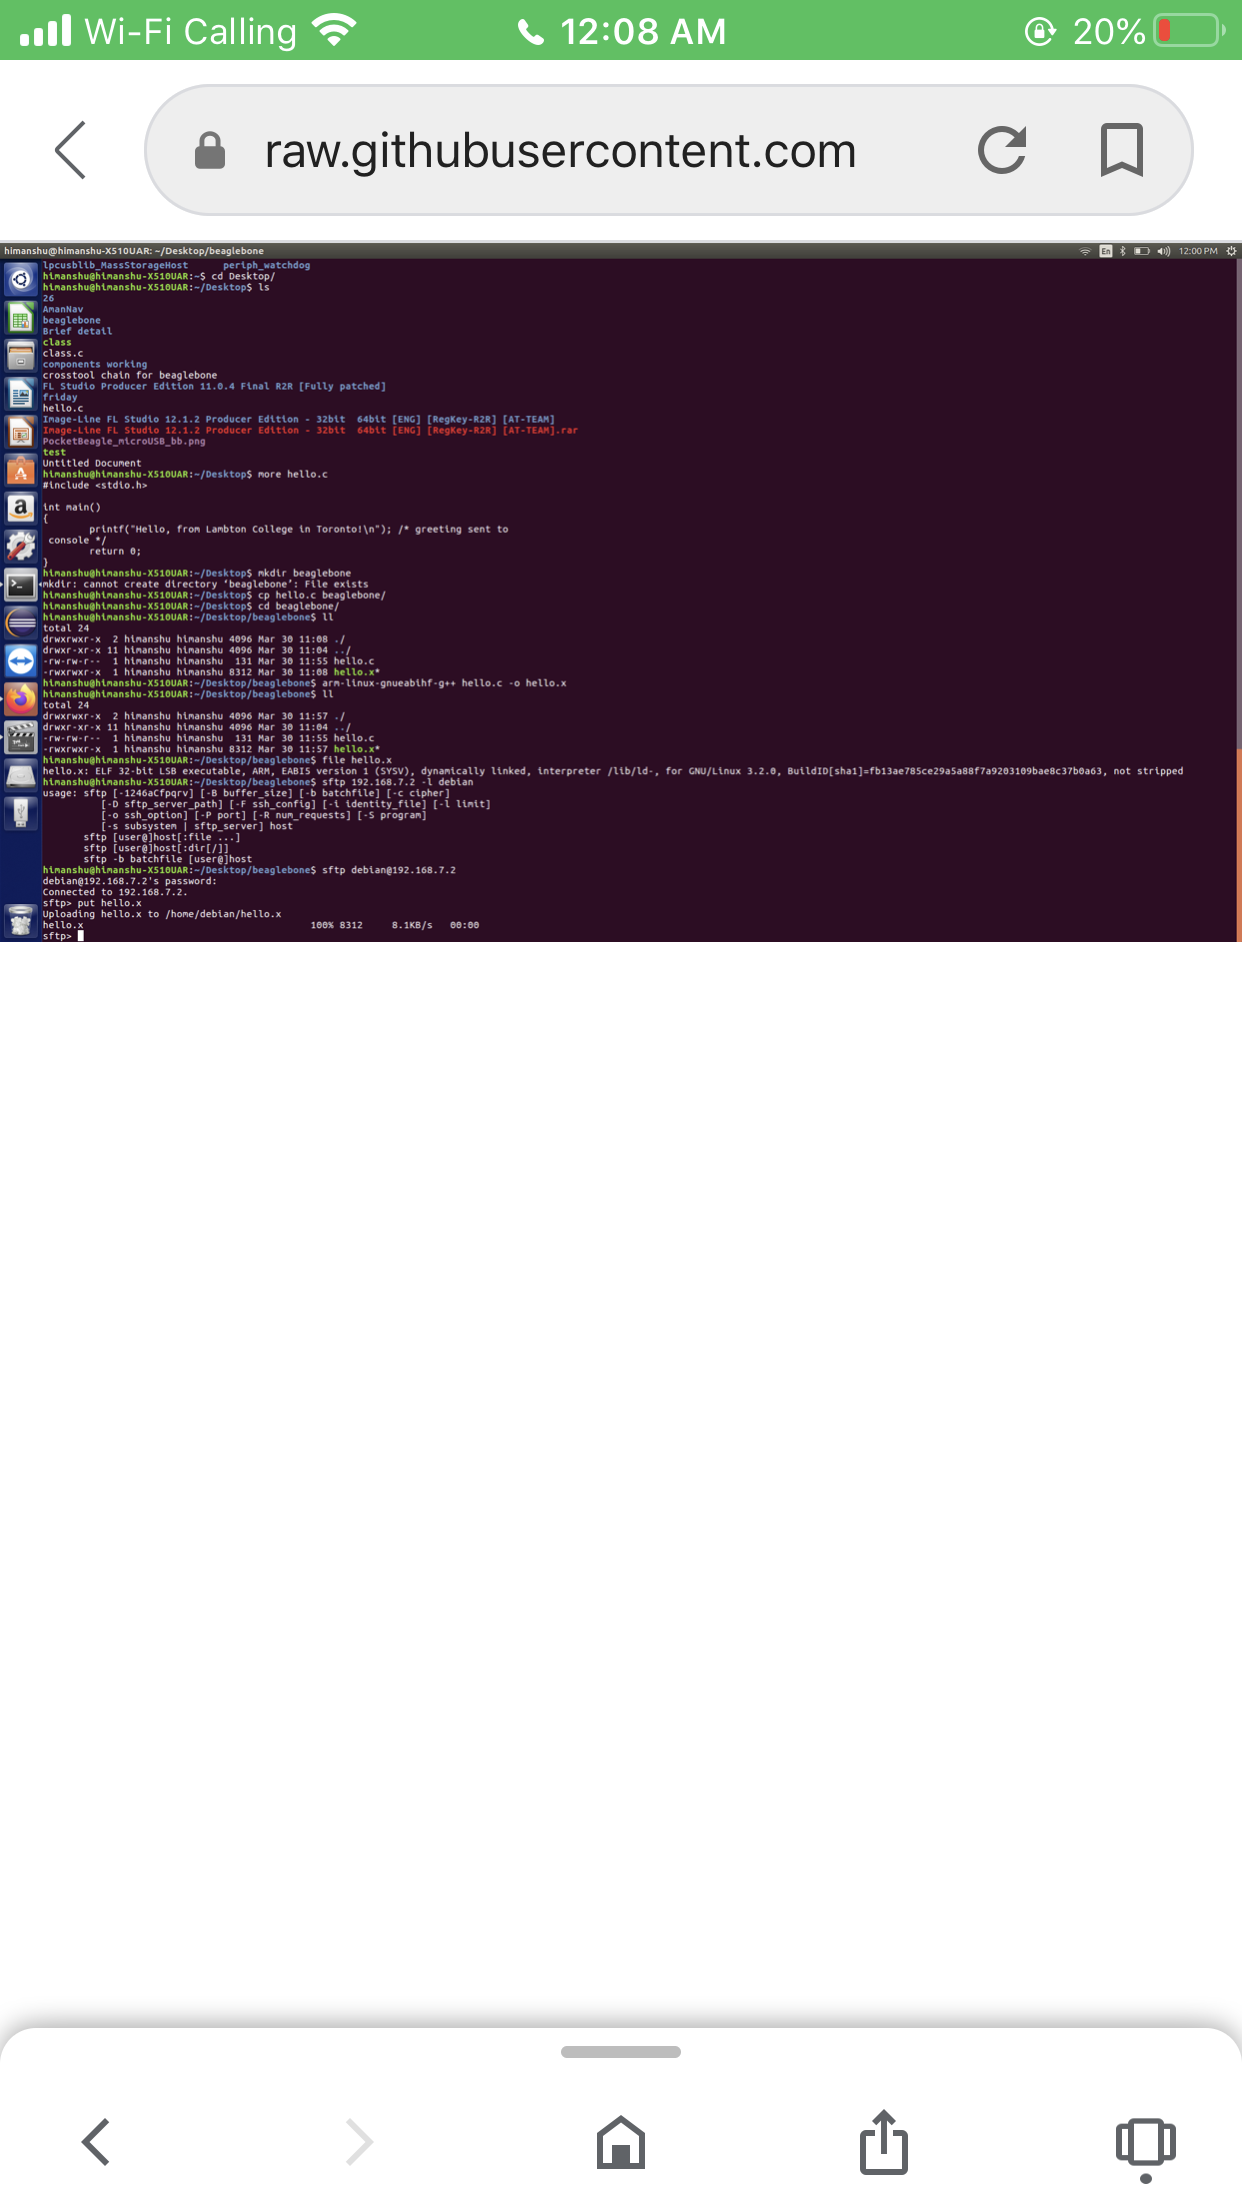 Wi-Fi Calling 12:08 AM 20%
raw.githubusercontent.com
himanshu@himanshu-X510UAR: ~/Desktop/beaglebone En 12:00 PM
lpcusblib_MassStorageHost periph_watchdog
himanshu@himanshu-X510UAR:~$ cd Desktop/
himanshu@himanshu-X510UAR:~/Desktop$ ls
26
AmanNav
beaglebone
Brief detail
class
class.c
components working
crosstool chain for beaglebone
FL Studio Producer Edition 11.0.4 Final R2R [Fully patched]
friday
hello.c
Image-Line FL Studio 12.1.2 Producer Edition - 32bit  64bit [ENG] [RegKey-R2R] [AT-TEAM]
Image-Line FL Studio 12.1.2 Producer Edition - 32bit  64bit [ENG] [RegKey-R2R] [AT-TEAM].rar
PocketBeagle_microUSB_bb.png
test
Untitled Document
himanshu@himanshu-X510UAR:~/Desktop$ more hello.c
#include <stdio.h>
int main()
{
printf("Hello, from Lambton College in Toronto!\n"); /* greeting sent to
console */
return 0;
}
himanshu@himanshu-X510UAR:~/Desktop$ mkdir beaglebone
mkdir: cannot create directory ‘beaglebone’: File exists
himanshu@himanshu-X510UAR:~/Desktop$ cp hello.c beaglebone/
himanshu@himanshu-X510UAR:~/Desktop$ cd beaglebone/
himanshu@himanshu-X510UAR:~/Desktop/beaglebone$ ll
total 24
drwxrwxr-x  2 himanshu himanshu 4096 Mar 30 11:08 ./
drwxr-xr-x 11 himanshu himanshu 4096 Mar 30 11:04 ../
-rw-rw-r--  1 himanshu himanshu  131 Mar 30 11:55 hello.c
-rwxrwxr-x  1 himanshu himanshu 8312 Mar 30 11:08 hello.x*
himanshu@himanshu-X510UAR:~/Desktop/beaglebone$ arm-linux-gnueabihf-g++ hello.c -o hello.x
himanshu@himanshu-X510UAR:~/Desktop/beaglebone$ ll
total 24
drwxrwxr-x  2 himanshu himanshu 4096 Mar 30 11:57 ./
drwxr-xr-x 11 himanshu himanshu 4096 Mar 30 11:04 ../
-rw-rw-r--  1 himanshu himanshu  131 Mar 30 11:55 hello.c
-rwxrwxr-x  1 himanshu himanshu 8312 Mar 30 11:57 hello.x*
himanshu@himanshu-X510UAR:~/Desktop/beaglebone$ file hello.x
hello.x: ELF 32-bit LSB executable, ARM, EABI5 version 1 (SYSV), dynamically linked, interpreter /lib/ld-, for GNU/Linux 3.2.0, BuildID[sha1]=fb13ae785ce29a5a88f7a9203109bae8c37b0a63, not stripped
himanshu@himanshu-X510UAR:~/Desktop/beaglebone$ sftp 192.168.7.2 -l debian
usage: sftp [-1246aCfpqrv] [-B buffer_size] [-b batchfile] [-c cipher]
[-D sftp_server_path] [-F ssh_config] [-i identity_file] [-l limit]
[-o ssh_option] [-P port] [-R num_requests] [-S program]
[-s subsystem | sftp_server] host
sftp [user@]host[:file ...]
sftp [user@]host[:dir[/]]
sftp -b batchfile [user@]host
himanshu@himanshu-X510UAR:~/Desktop/beaglebone$ sftp debian@192.168.7.2
debian@192.168.7.2's password:
Connected to 192.168.7.2.
sftp> put hello.x
Uploading hello.x to /home/debian/hello.x
hello.x 100% 8312 8.1KB/s 00:00
sftp>